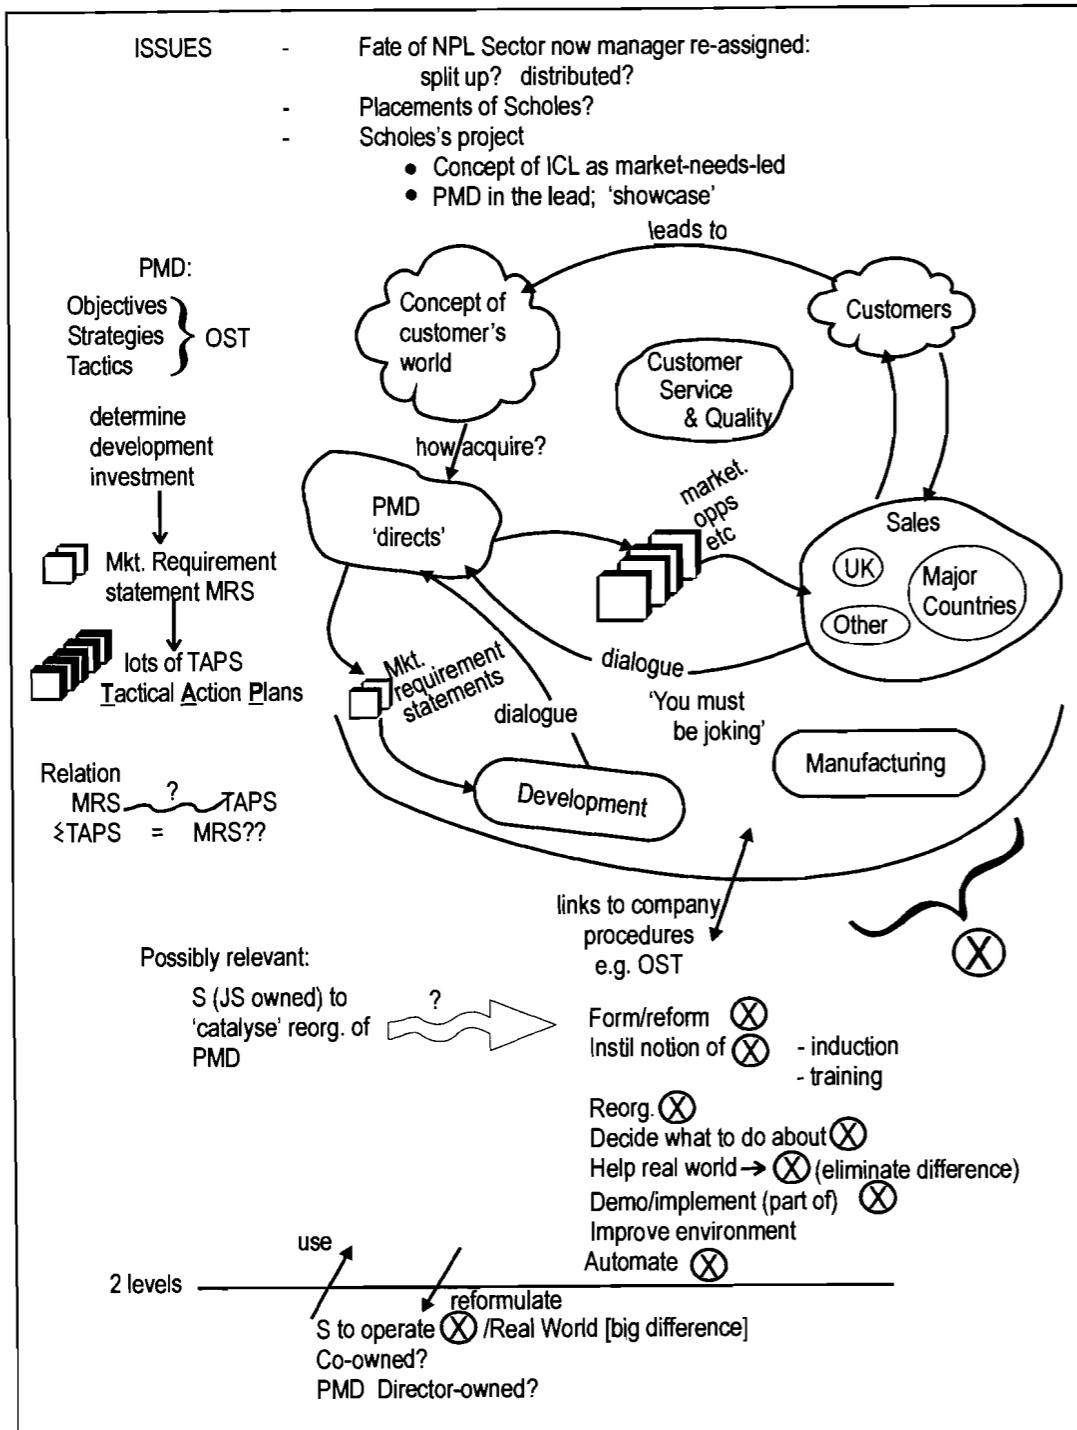 ISSUES - Fate of NPL Sector now manager re-assigned:
split up? distributed?
- Placements of Scholes?
- Scholes's project
• Concept of ICL as market-needs-led
• PMD in the lead; 'showcase'
leads to
PMD:
Objectives
Strategies
Tactics
OST
determine
development
investment
Mkt. Requirement
statement MRS
lots of TAPS
Tactical Action Plans
Relation
MRS ? TAPS
≤TAPS = MRS??
Concept of
customer's
world
Customers
Customer
Service
& Quality
how acquire?
PMD
'directs'
market.
opps
etc
Sales
UK
Major
Countries
Other
dialogue
Mkt.
requirement
statements
dialogue
'You must
be joking'
Manufacturing
Development
links to company
procedures
e.g. OST
X
Possibly relevant:
S (JS owned) to
'catalyse' reorg. of
PMD
?
Form/reform X
Instil notion of X - induction
- training
Reorg. X
Decide what to do about X
Help real world → X (eliminate difference)
Demo/implement (part of) X
Improve environment
Automate X
use
2 levels
reformulate
S to operate X /Real World [big difference]
Co-owned?
PMD Director-owned?